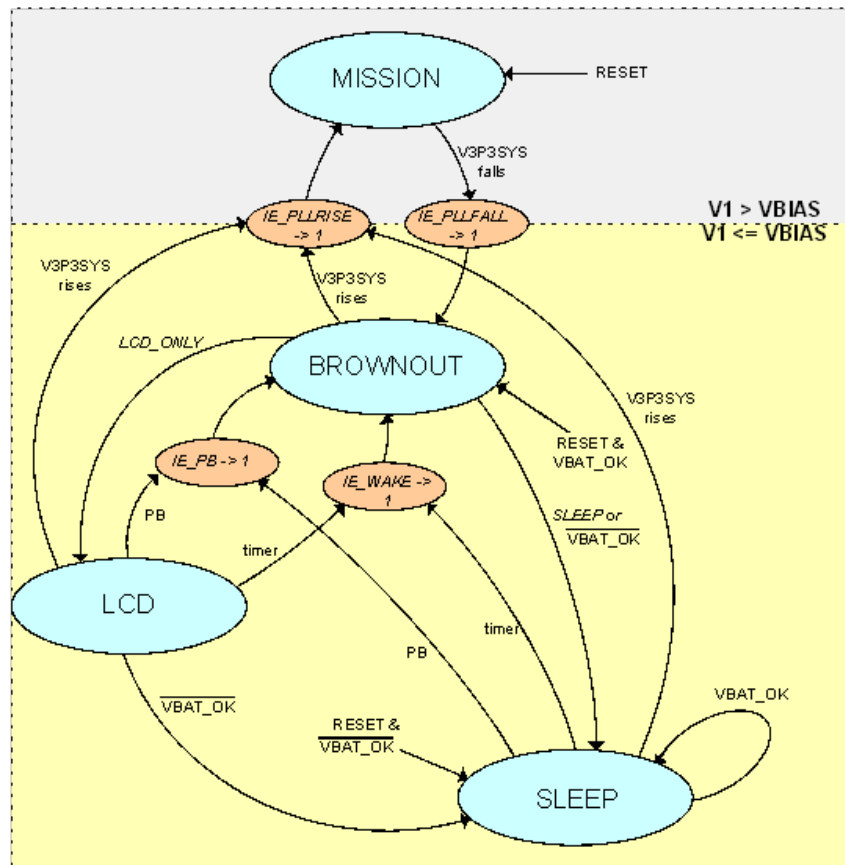 MISSION
RESET
V3P3SYS
falls
IE_PLLRISE
-> 1
IE_PLLFALL
-> 1
V1 > VBIAS
V1 <= VBIAS
V3P3SYS
rises
V3P3SYS
rises
LCD_ONLY
BROWNOUT
V3P3SYS
rises
RESET &
VBAT_OK
IE_PB -> 1
IE_WAKE ->
1
SLEEP or
VBAT_OK
PB
timer
LCD
timer
PB
VBAT_OK
RESET &
VBAT_OK
VBAT_OK
SLEEP